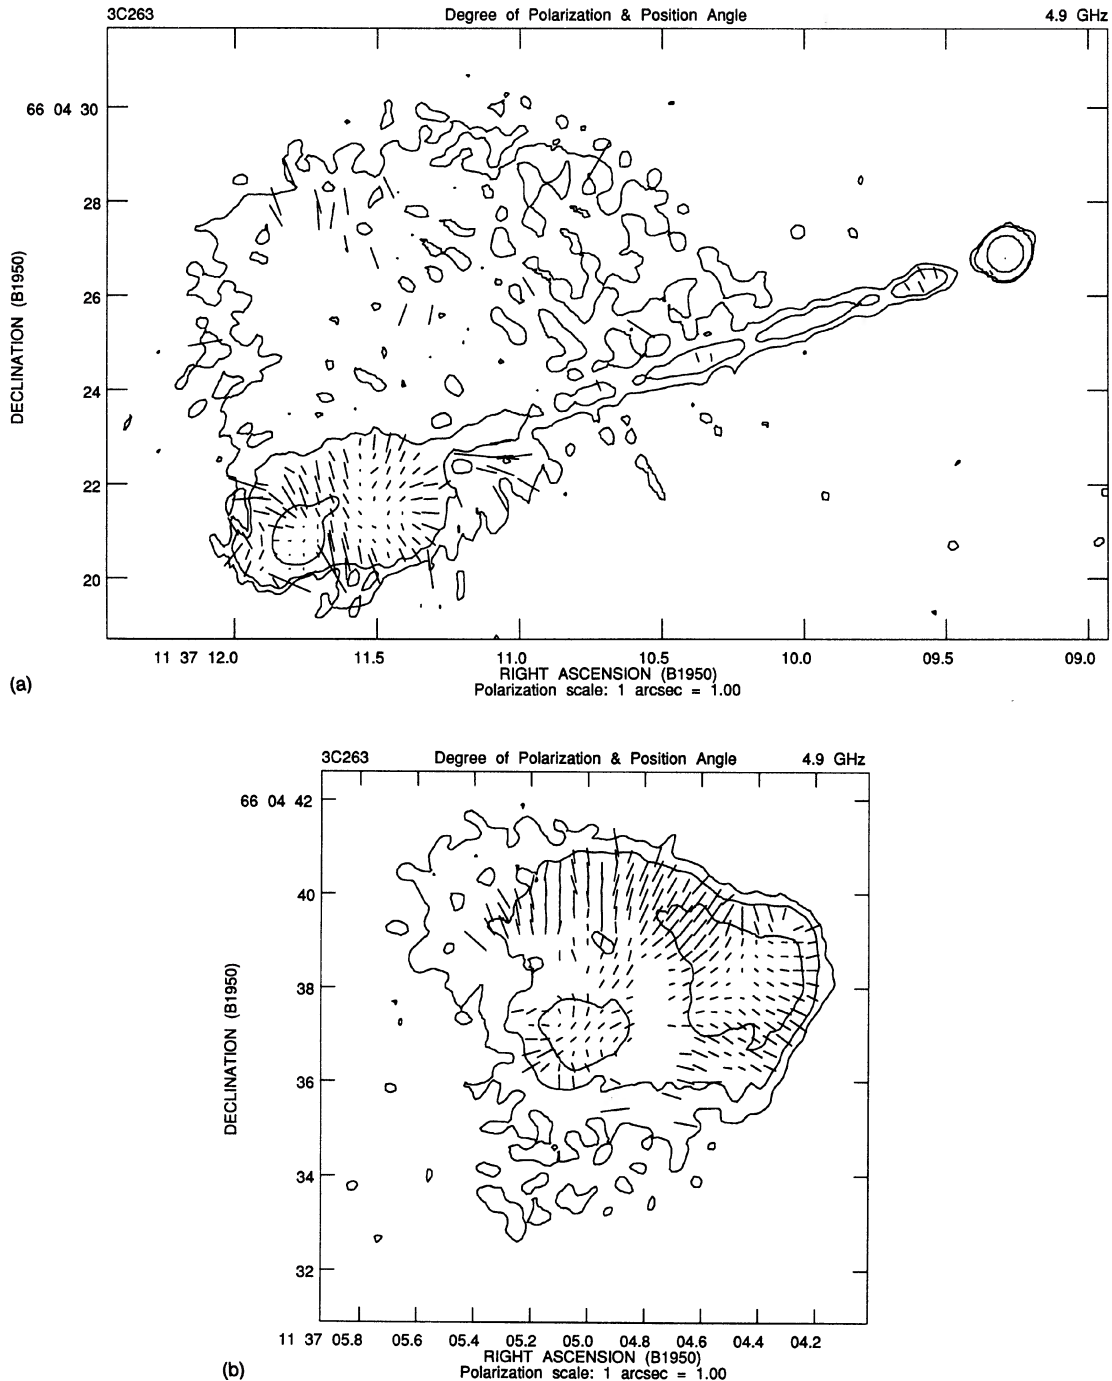 3C263 Degree of Polarization & Position Angle 4.9 GHz
66 04 30
28
26
24
22
20
DECLINATION (B1950)
11 37 12.0 11.5 11.0 10.5 10.0 09.5 09.0
RIGHT ASCENSION (B1950)
Polarization scale: 1 arcsec = 1.00
(a)
3C263 Degree of Polarization & Position Angle 4.9 GHz
66 04 42
40
38
36
34
32
DECLINATION (B1950)
11 37 05.8 05.6 05.4 05.2 05.0 04.8 04.6 04.4 04.2
RIGHT ASCENSION (B1950)
Polarization scale: 1 arcsec = 1.00
(b)